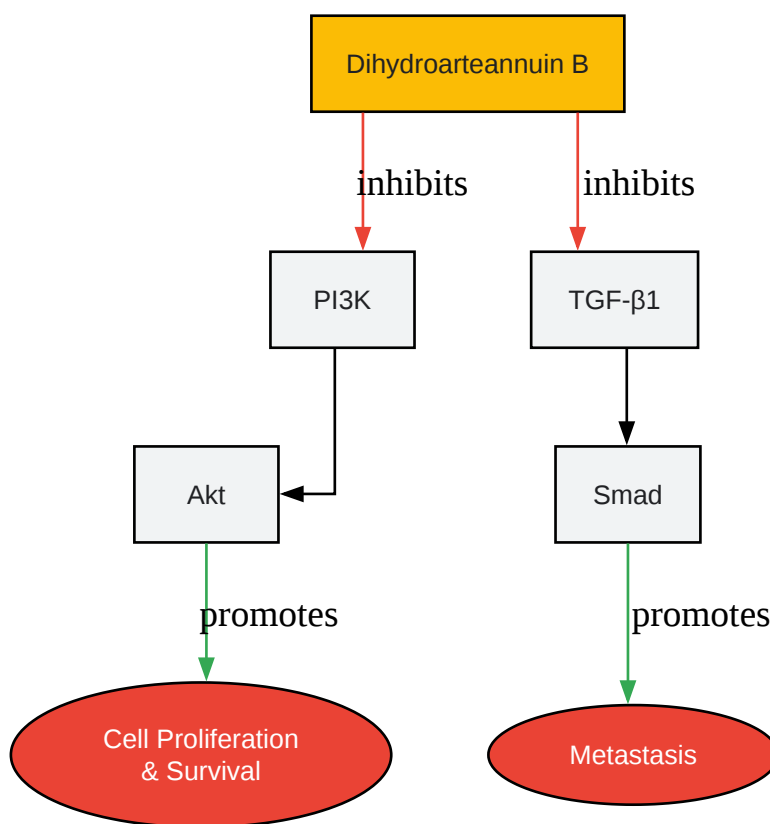 Dihydroarteannuin B
inhibits
inhibits
PI3K
TGF-β1
Akt
Smad
promotes
promotes
Cell Proliferation
& Survival
Metastasis